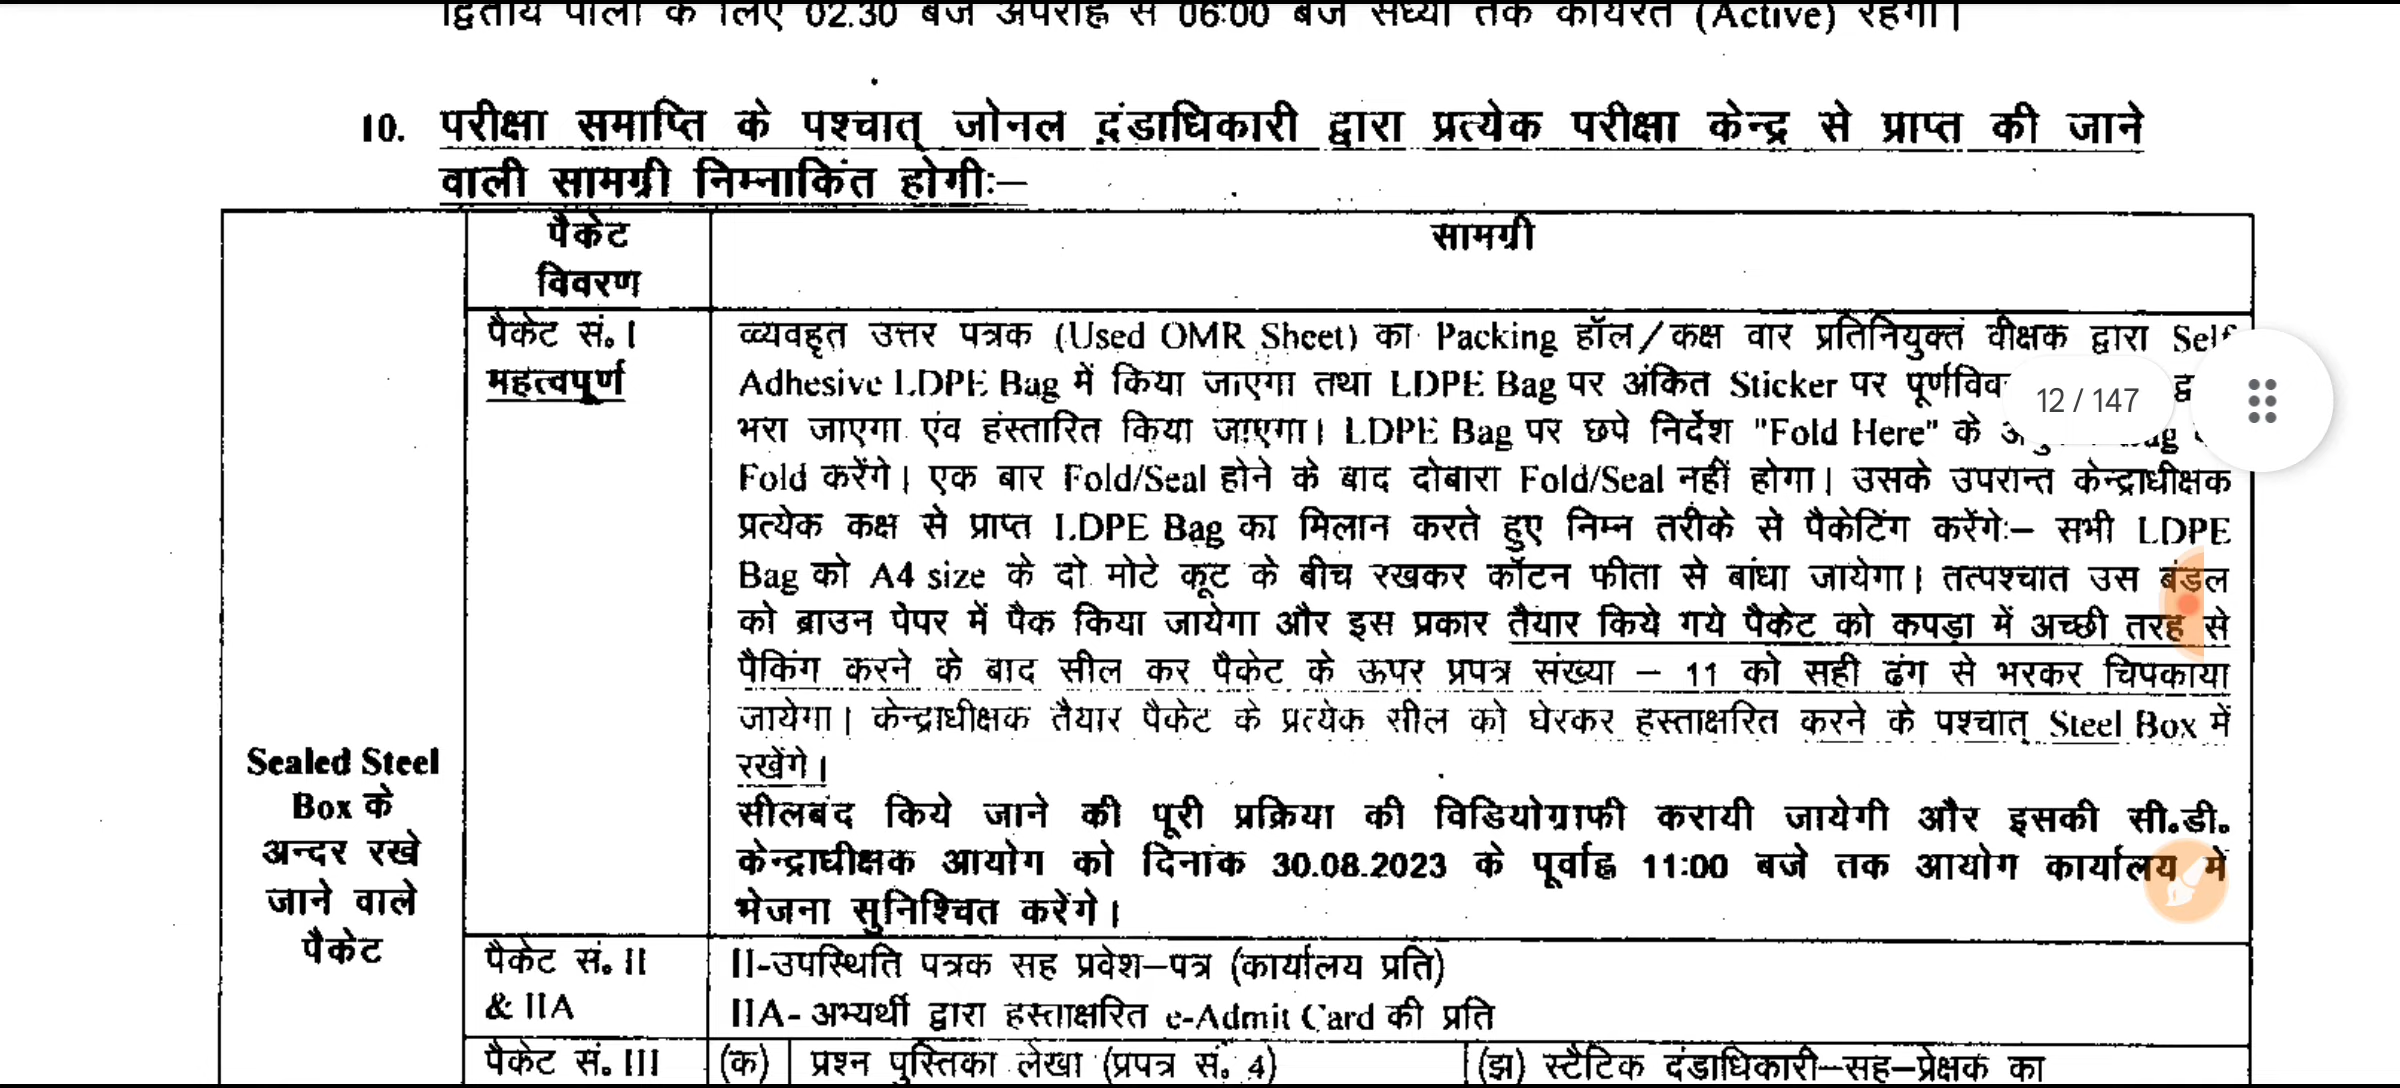 द्वितीय पाली के लिए 02.30 बजे अपराह्न से 06:00 बजे संध्या तक कार्यरत (Active) रहेगा।
10. परीक्षा समाप्ति के पश्चात् जोनल दंडाधिकारी द्वारा प्रत्येक परीक्षा केन्द्र से प्राप्त की जाने
वाली सामग्री निम्नाकिंत होगीः–
पैकेट
विवरण
सामग्री
Sealed Steel
Box के
अन्दर रखे
जाने वाले
पैकेट
पैकेट सं. I
महत्वपूर्ण
व्यवहृत उत्तर पत्रक (Used OMR Sheet) का Packing हॉल/कक्ष वार प्रतिनियुक्त वीक्षक द्वारा Self
Adhesive LDPE Bag में किया जाएगा तथा LDPE Bag पर अंकित Sticker पर
भरा जाएगा एंव हंस्तारित किया जाएगा। LDPE Bag पर छपे निर्देश "Fold Here" के
Fold करेंगे। एक बार Fold/Seal होने के बाद दोबारा Fold/Seal नहीं होगा। उसके उपरान्त केन्द्राधीक्षक
प्रत्येक कक्ष से प्राप्त LDPE Bag का मिलान करते हुए निम्न तरीके से पैकेटिंग करेंगेः– सभी LDPE
Bag को A4 size के दो मोटे कूट के बीच रखकर कॉटन फीता से बांधा जायेगा। तत्पश्चात उस बंडल
को ब्राउन पेपर में पैक किया जायेगा और इस प्रकार तैयार किये गये पैकेट को कपड़ा में अच्छी तरह से
पैकिंग करने के बाद सील कर पैकेट के ऊपर प्रपत्र संख्या – 11 को सही ढंग से भरकर चिपकाया
जायेगा। केन्द्राधीक्षक तैयार पैकेट के प्रत्येक सील को घेरकर हस्ताक्षरित करने के पश्चात् Steel Box में
रखेंगे।
सीलबंद किये जाने की पूरी प्रक्रिया की विडियोग्राफी करायी जायेगी और इसकी सी.डी.
केन्द्राधीक्षक आयोग को दिनांक 30.08.2023 के पूर्वाह्न 11:00 बजे तक आयोग कार्यालय में
भेजना सुनिश्चित करेंगे।
पैकेट सं. II
& IIA
II-उपस्थिति पत्रक सह प्रवेश–पत्र (कार्यालय प्रति)
IIA- अभ्यर्थी द्वारा हस्ताक्षरित e-Admit Card की प्रति
पैकेट सं. III
(क) प्रश्न पुस्तिका लेखा (प्रपत्र सं. 4)
(झ) स्टैटिक दंडाधिकारी–सह–प्रेक्षक का
12 / 147